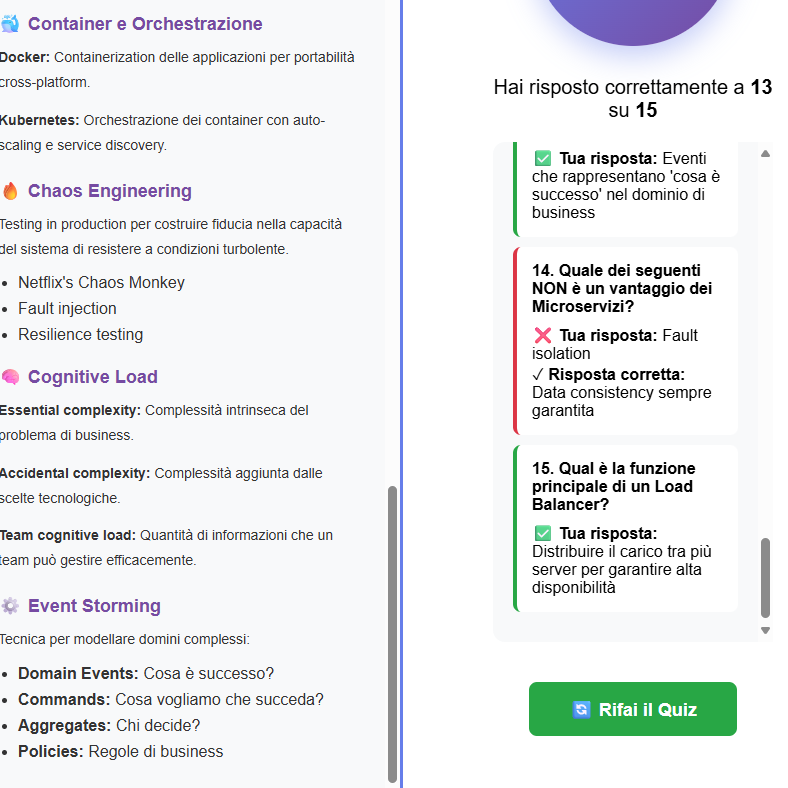 Container e Orchestrazione
Docker: Containerization delle applicazioni per portabilità
cross-platform.
Kubernetes: Orchestrazione dei container con auto-
scaling e service discovery.
Chaos Engineering
Testing in production per costruire fiducia nella capacità
del sistema di resistere a condizioni turbolente.
• Netflix's Chaos Monkey
• Fault injection
• Resilience testing
Cognitive Load
Essential complexity: Complessità intrinseca del
problema di business.
Accidental complexity: Complessità aggiunta dalle
scelte tecnologiche.
Team cognitive load: Quantità di informazioni che un
team può gestire efficacemente.
Event Storming
Tecnica per modellare domini complessi:
• Domain Events: Cosa è successo?
• Commands: Cosa vogliamo che succeda?
• Aggregates: Chi decide?
• Policies: Regole di business
Hai risposto correttamente a 13
su 15
✅ Tua risposta: Eventi
che rappresentano 'cosa è
successo' nel dominio di
business
14. Quale dei seguenti
NON è un vantaggio dei
Microservizi?
❌ Tua risposta: Fault
isolation
✓ Risposta corretta:
Data consistency sempre
garantita
15. Qual è la funzione
principale di un Load
Balancer?
✅ Tua risposta:
Distribuire il carico tra più
server per garantire alta
disponibilità
Rifai il Quiz